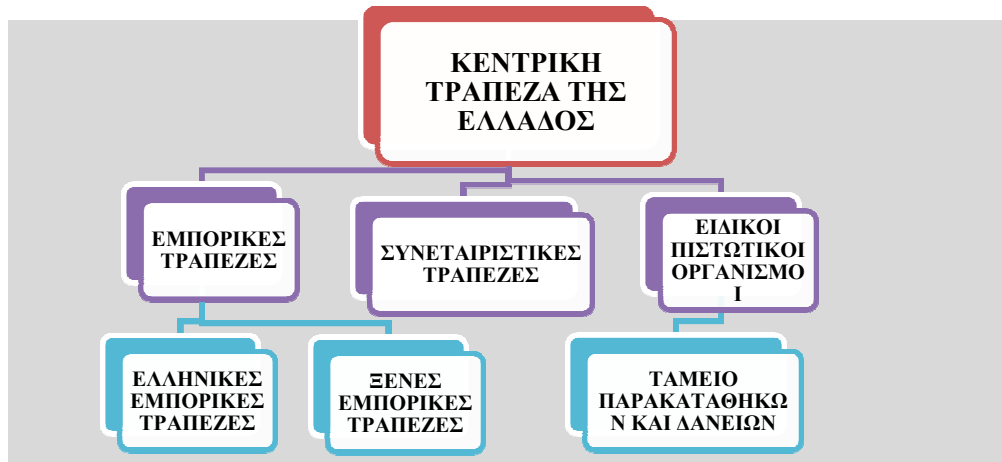 ΚΕΝΤΡΙΚΗ
ΤΡΑΠΕΖΑ ΤΗΣ
ΕΛΛΑΔΟΣ
ΕΜΠΟΡΙΚΕΣ
ΤΡΑΠΕΖΕΣ
ΣΥΝΕΤΑΙΡΙΣΤΙΚΕΣ
ΤΡΑΠΕΖΕΣ
ΕΙΔΙΚΟΙ
ΠΙΣΤΩΤΙΚΟΙ
ΟΡΓΑΝΙΣΜΟ
Ι
ΕΛΛΗΝΙΚΕΣ
ΕΜΠΟΡΙΚΕΣ
ΤΡΑΠΕΖΕΣ
ΞΕΝΕΣ
ΕΜΠΟΡΙΚΕΣ
ΤΡΑΠΕΖΕΣ
ΤΑΜΕΙΟ
ΠΑΡΑΚΑΤΑΘΗΚΩ
Ν ΚΑΙ ΔΑΝΕΙΩΝ